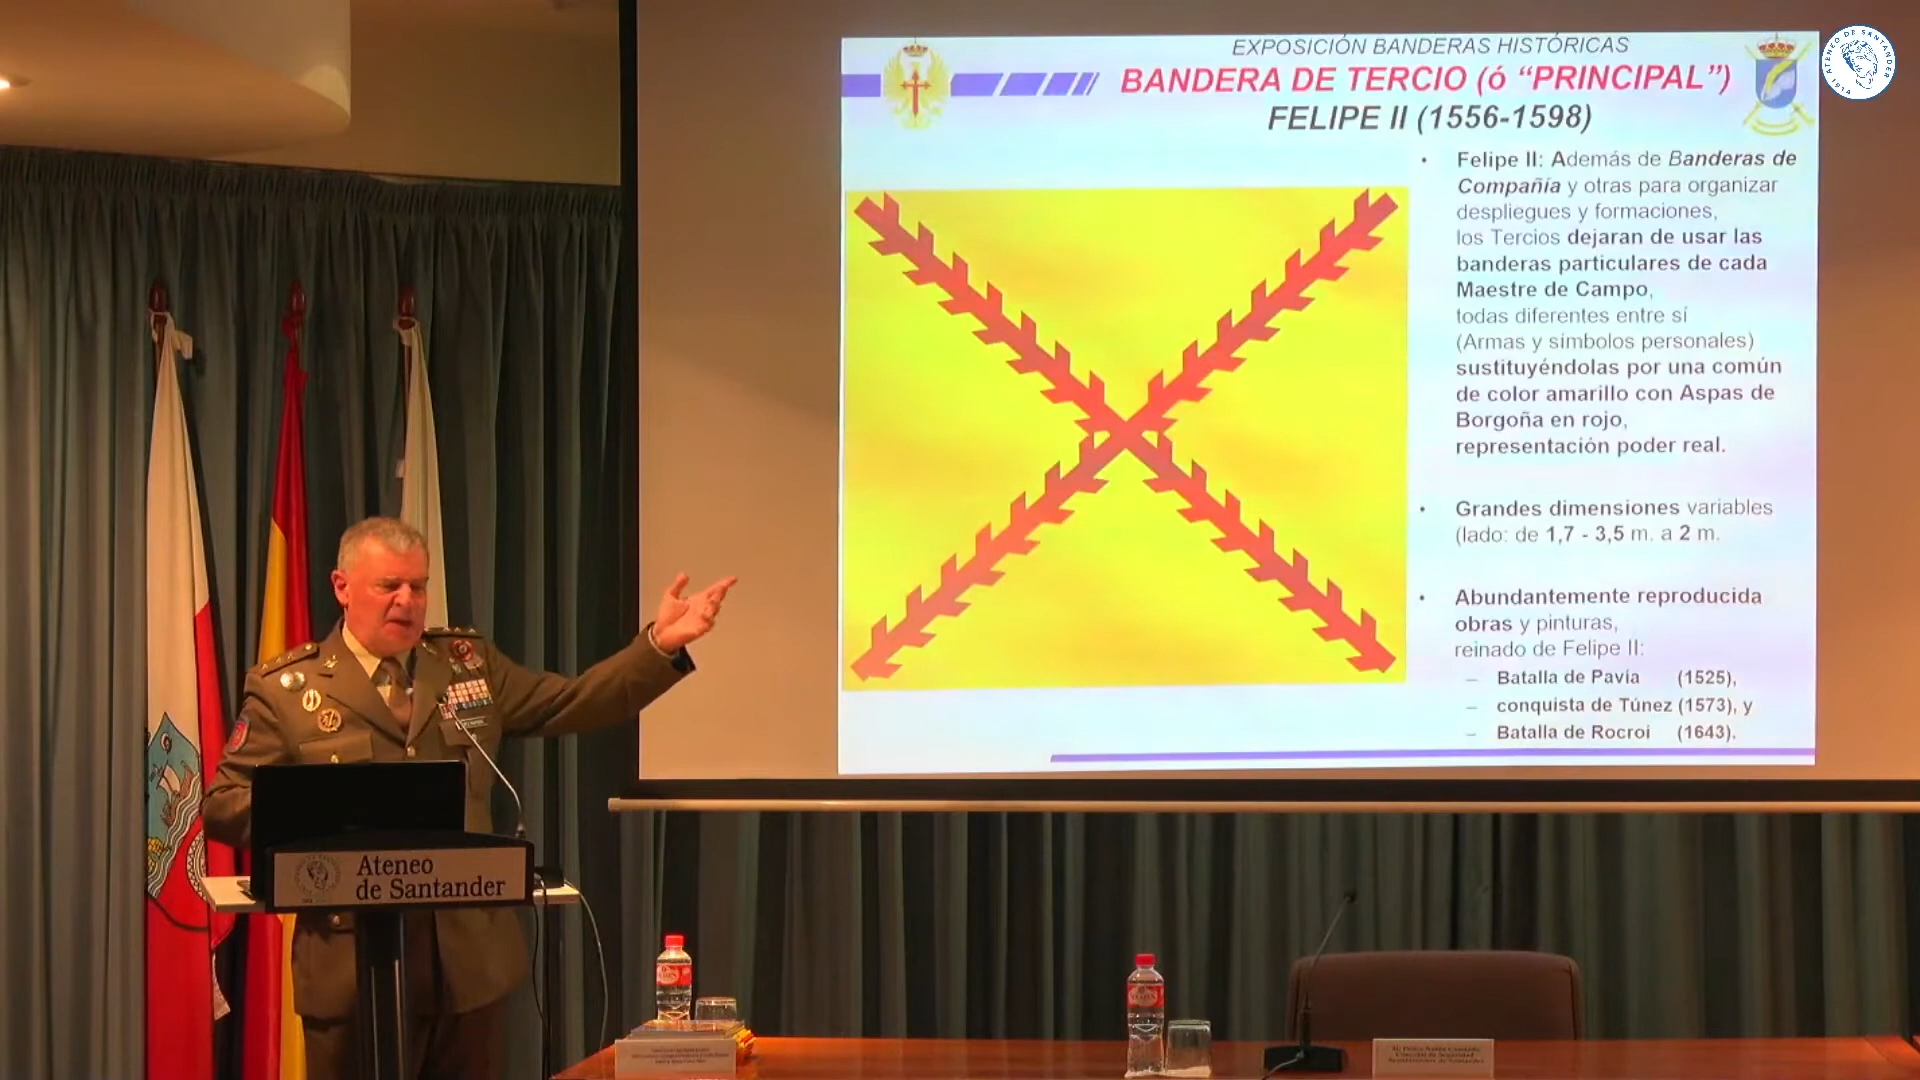 EXPOSICIÓN BANDERAS HISTÓRICAS
BANDERA DE TERCIO (ó “PRINCIPAL”)
FELIPE II (1556-1598)
• Felipe II: Además de Banderas de
Compañía y otras para organizar
despliegues y formaciones,
los Tercios dejaran de usar las
banderas particulares de cada
Maestre de Campo,
todas diferentes entre sí
(Armas y símbolos personales)
sustituyéndolas por una común
de color amarillo con Aspas de
Borgoña en rojo,
representación poder real.
• Grandes dimensiones variables
(lado: de 1,7 - 3,5 m. a 2 m.
• Abundantemente reproducida
obras y pinturas,
reinado de Felipe II:
– Batalla de Pavía (1525),
– conquista de Túnez (1573), y
– Batalla de Rocroi (1643).
ATENEO DE SANTANDER
1914
Ateneo
de Santander